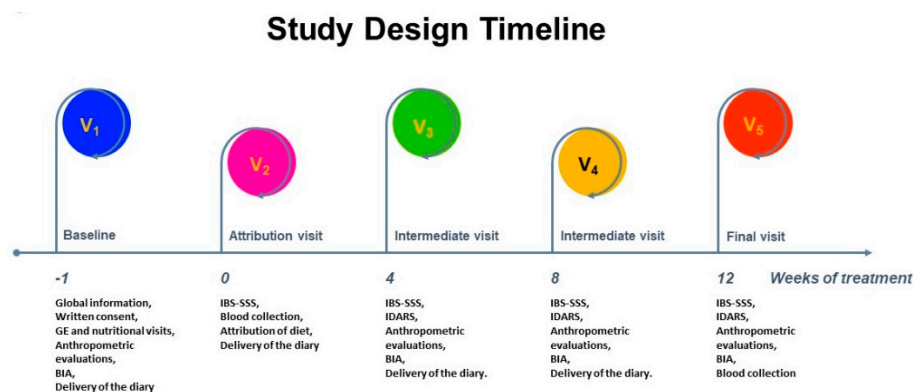 Study Design Timeline
V1
V2
V3
V4
V5
Baseline
Attribution visit
Intermediate visit
Intermediate visit
Final visit
-1
0
4
8
12
Weeks of treatment
Global information,
Written consent,
GE and nutritional visits,
Anthropometric
evaluations,
BIA,
Delivery of the diary
IBS-SSS,
Blood collection,
Attribution of diet,
Delivery of the diary
IBS-SSS,
IDARS,
Anthropometric
evaluations,
BIA,
Delivery of the diary.
IBS-SSS,
IDARS,
Anthropometric
evaluations,
BIA,
Delivery of the diary.
IBS-SSS,
IDARS,
Anthropometric
evaluations,
BIA,
Blood collection